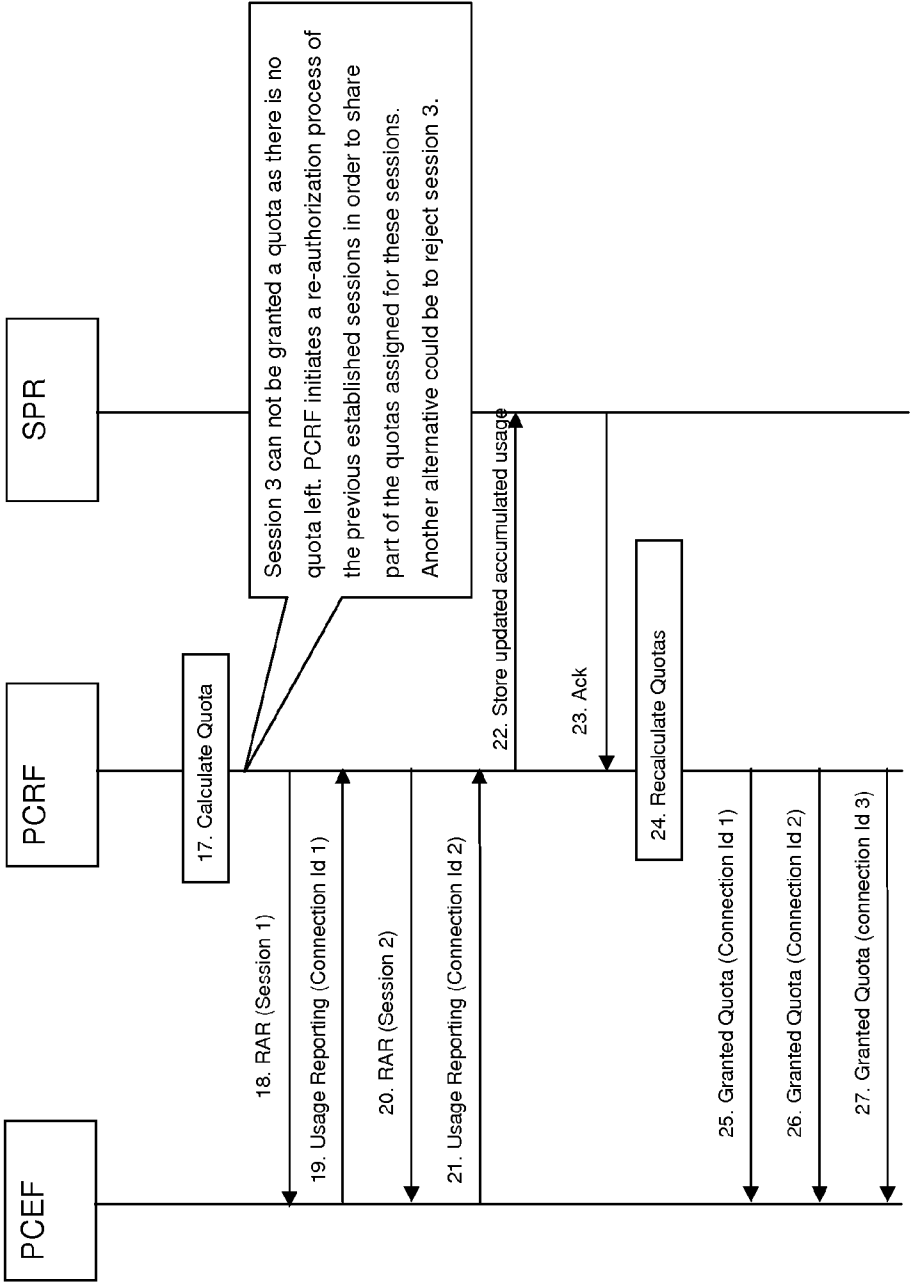 PCEF
PCRF
SPR
17. Calculate Quota
Session 3 can not be granted a quota as there is no
quota left. PCRF initiates a re-authorization process of
the previous established sessions in order to share
part of the quotas assigned for these sessions.
Another alternative could be to reject session 3.
18. RAR (Session 1)
19. Usage Reporting (Connection Id 1)
20. RAR (Session 2)
21. Usage Reporting (Connection Id 2)
22. Store updated accumulated usage
23. Ack
24. Recalculate Quotas
25. Granted Quota (Connection Id 1)
26. Granted Quota (Connection Id 2)
27. Granted Quota (connection Id 3)